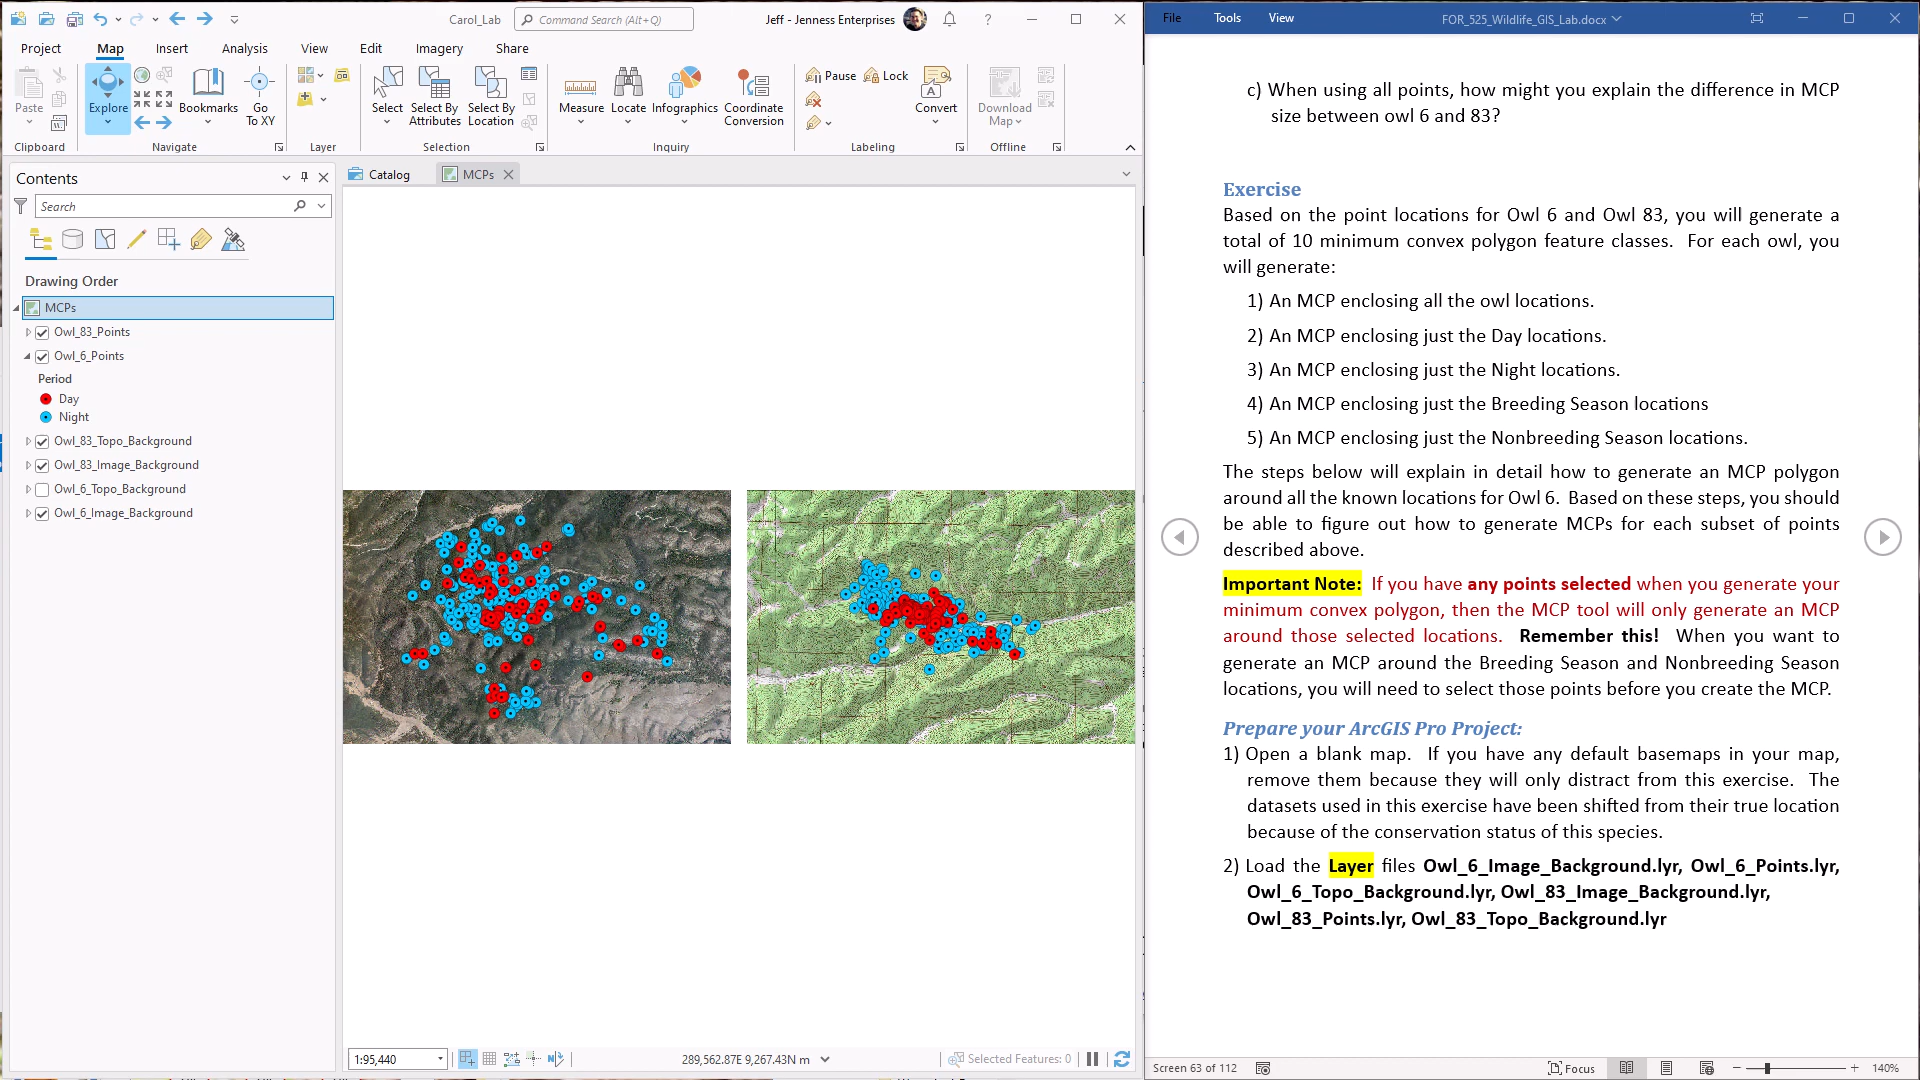 Carol_Lab
Command Search (Alt+Q)
Jeff - Jenness Enterprises
?
Project
Map
Insert
Analysis
View
Edit
Imagery
Share
Paste
Explore
Bookmarks
Go
To XY
Select
Select By
Attributes
Select By
Location
Measure
Locate
Infographics
Coordinate
Conversion
Pause
Lock
Convert
Download
Map
Clipboard
Navigate
Layer
Selection
Inquiry
Labeling
Offline
Contents
Search
Drawing Order
MCPs
Owl_83_Points
Owl_6_Points
Period
Day
Night
Owl_83_Topo_Background
Owl_83_Image_Background
Owl_6_Topo_Background
Owl_6_Image_Background
Catalog
MCPs
1:95,440
289,562.87E 9,267.43N m
Selected Features: 0
File
Tools
View
FOR_525_Wildlife_GIS_Lab.docx
c) When using all points, how might you explain the difference in MCP
size between owl 6 and 83?
Exercise
Based on the point locations for Owl 6 and Owl 83, you will generate a
total of 10 minimum convex polygon feature classes. For each owl, you
will generate:
1) An MCP enclosing all the owl locations.
2) An MCP enclosing just the Day locations.
3) An MCP enclosing just the Night locations.
4) An MCP enclosing just the Breeding Season locations
5) An MCP enclosing just the Nonbreeding Season locations.
The steps below will explain in detail how to generate an MCP polygon
around all the known locations for Owl 6. Based on these steps, you should
be able to figure out how to generate MCPs for each subset of points
described above.
Important Note: If you have any points selected when you generate your
minimum convex polygon, then the MCP tool will only generate an MCP
around those selected locations. Remember this! When you want to
generate an MCP around the Breeding Season and Nonbreeding Season
locations, you will need to select those points before you create the MCP.
Prepare your ArcGIS Pro Project:
1) Open a blank map. If you have any default basemaps in your map,
remove them because they will only distract from this exercise. The
datasets used in this exercise have been shifted from their true location
because of the conservation status of this species.
2) Load the Layer files Owl_6_Image_Background.lyr, Owl_6_Points.lyr,
Owl_6_Topo_Background.lyr, Owl_83_Image_Background.lyr,
Owl_83_Points.lyr, Owl_83_Topo_Background.lyr
Screen 63 of 112
Focus
140%